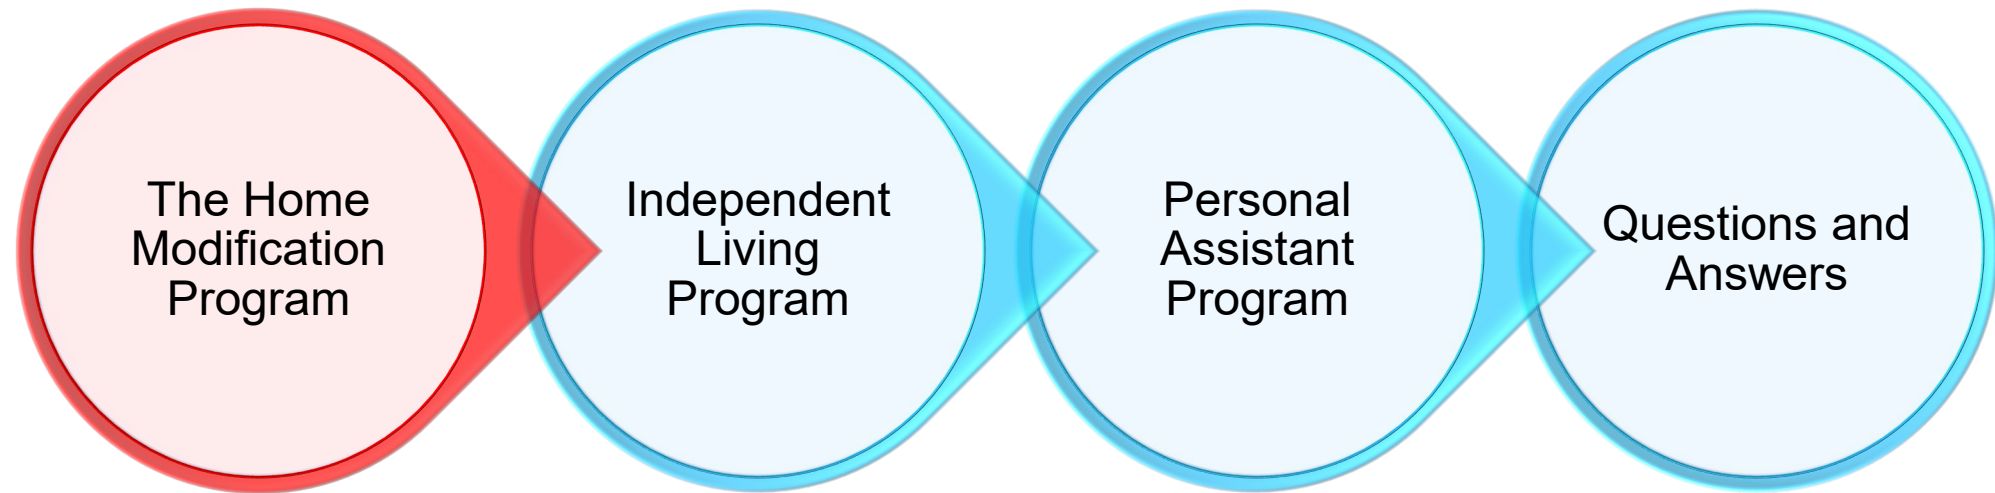 The Home
Modification
Program
Independent
Living
Program
Personal
Assistant
Program
Questions and
Answers